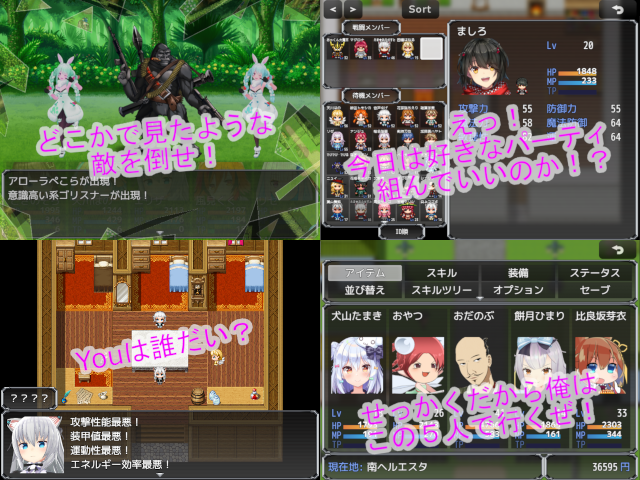 どこかで見たような
敵を倒せ！
アローラペこらが出現！
意識高い系ゴリスナーが出現！
Sort
戦闘メンバー
待機メンバー
ID順
ましろ
Lv 20
HP 1848
MP 233
TP
攻撃力 55 防御力 55
えっ！
今日は好きなパーティ
組んでいいのか！？
Youは誰だい？
？？？？
攻撃性能最悪！
装甲値最悪！
運動性最悪！
エネルギー効率最悪！
アイテム スキル 装備 ステータス
並び替え スキルツリー オプション セーブ
犬山たまき おやつ おだのぶ 餅月ひまり 比良坂芽衣
せっかくだから俺は
この５人で行くぜ！
Lv 33
HP 2303
MP 344
TP
現在地: 南ヘルエスタ 36595 円